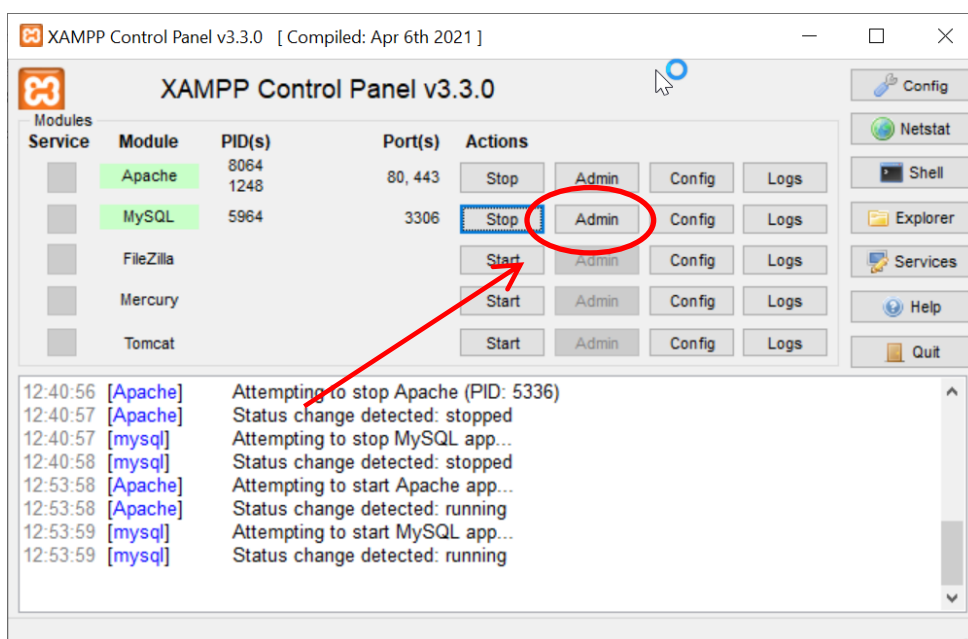 XAMPP Control Panel v3.3.0 [ Compiled: Apr 6th 2021 ]
XAMPP Control Panel v3.3.0
Config
Modules
Service Module PID(s) Port(s) Actions
Netstat
Apache 8064 1248 80, 443 Stop Admin Config Logs
Shell
MySQL 5964 3306 Stop Admin Config Logs
Explorer
FileZilla Start Admin Config Logs
Services
Mercury Start Admin Config Logs
Help
Tomcat Start Admin Config Logs
Quit
12:40:56 [Apache] Attempting to stop Apache (PID: 5336)
12:40:57 [Apache] Status change detected: stopped
12:40:57 [mysql] Attempting to stop MySQL app...
12:40:58 [mysql] Status change detected: stopped
12:53:58 [Apache] Attempting to start Apache app...
12:53:58 [Apache] Status change detected: running
12:53:59 [mysql] Attempting to start MySQL app...
12:53:59 [mysql] Status change detected: running